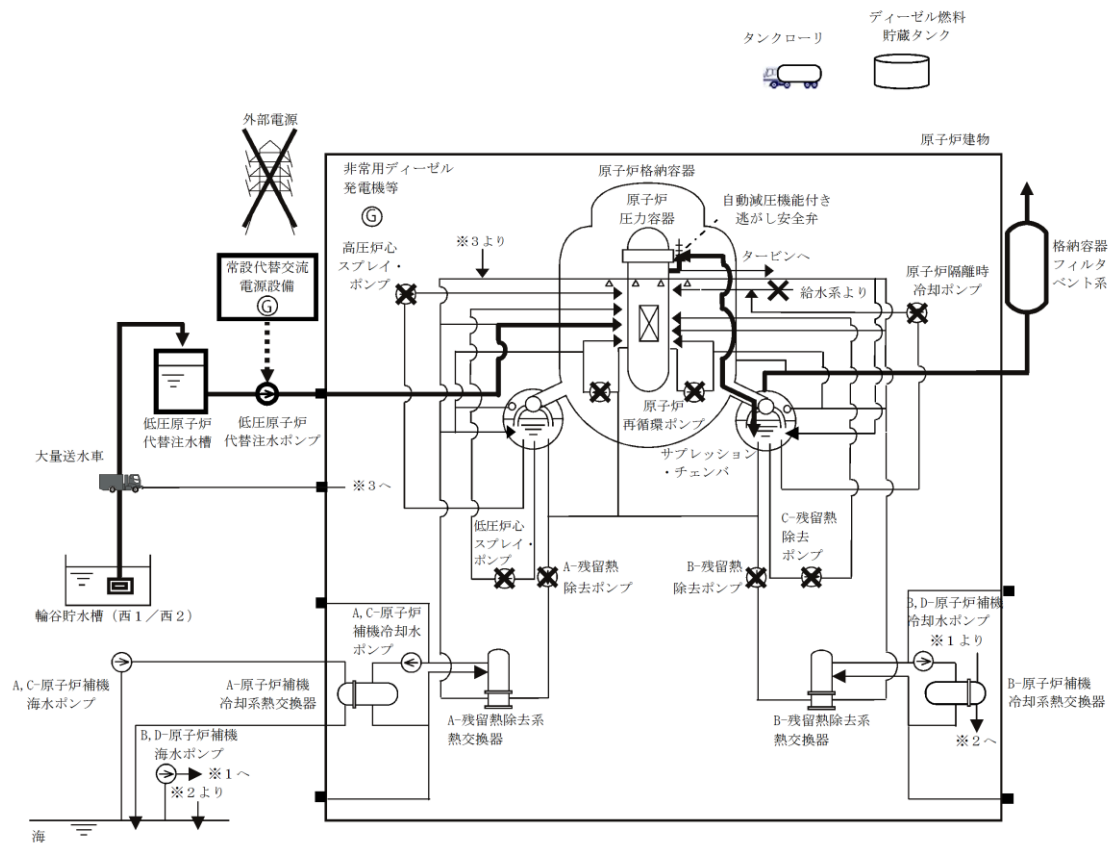 ディーゼル燃料
貯蔵タンク
タンクローリ
外部電源
原子炉建物
非常用ディーゼル
発電機等
G
原子炉格納容器
原子炉
圧力容器
自動減圧機能付き
逃がし安全弁
※3より
タービンへ
高圧炉心
スプレイ・
ポンプ
給水系より
原子炉隔離時
冷却ポンプ
格納容器
フィルタ
ベント系
常設代替交流
電源設備
G
低圧原子炉
代替注水槽
低圧原子炉
代替注水ポンプ
原子炉
再循環ポンプ
サプレッション
・チェンバ
大量送水車
※3へ
低圧炉心
スプレイ・
ポンプ
A-残留熱
除去ポンプ
B-残留熱
除去ポンプ
C-残留熱
除去
ポンプ
輪谷貯水槽(西1/西2)
A,C-原子炉
補機冷却水
ポンプ
B,D-原子炉補機
冷却水ポンプ
※1より
A,C-原子炉補機
海水ポンプ
A-原子炉補機
冷却系熱交換器
A-残留熱除去系
熱交換器
B-残留熱除去系
熱交換器
B-原子炉補機
冷却系熱交換器
※2へ
B,D-原子炉補機
海水ポンプ
※1へ
※2より
海